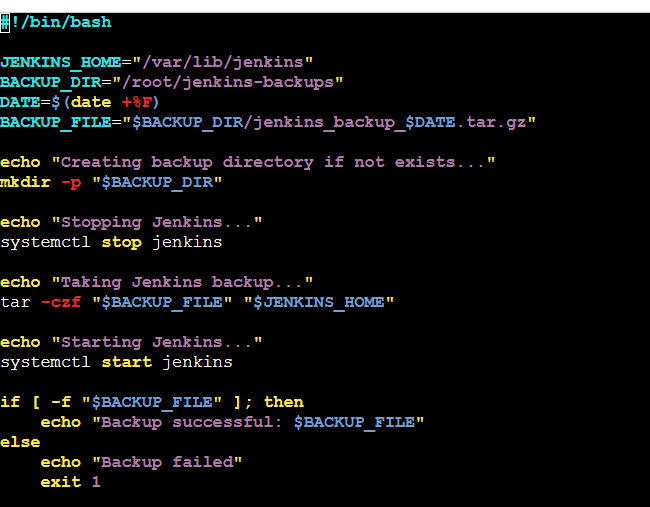 #!/bin/bash
JENKINS_HOME="/var/lib/jenkins"
BACKUP_DIR="/root/jenkins-backups"
DATE=$(date +%F)
BACKUP_FILE="$BACKUP_DIR/jenkins_backup_$DATE.tar.gz"
echo "Creating backup directory if not exists..."
mkdir -p "$BACKUP_DIR"
echo "Stopping Jenkins..."
systemctl stop jenkins
echo "Taking Jenkins backup..."
tar -czf "$BACKUP_FILE" "$JENKINS_HOME"
echo "Starting Jenkins..."
systemctl start jenkins
if [ -f "$BACKUP_FILE" ]; then
    echo "Backup successful: $BACKUP_FILE"
else
    echo "Backup failed"
    exit 1